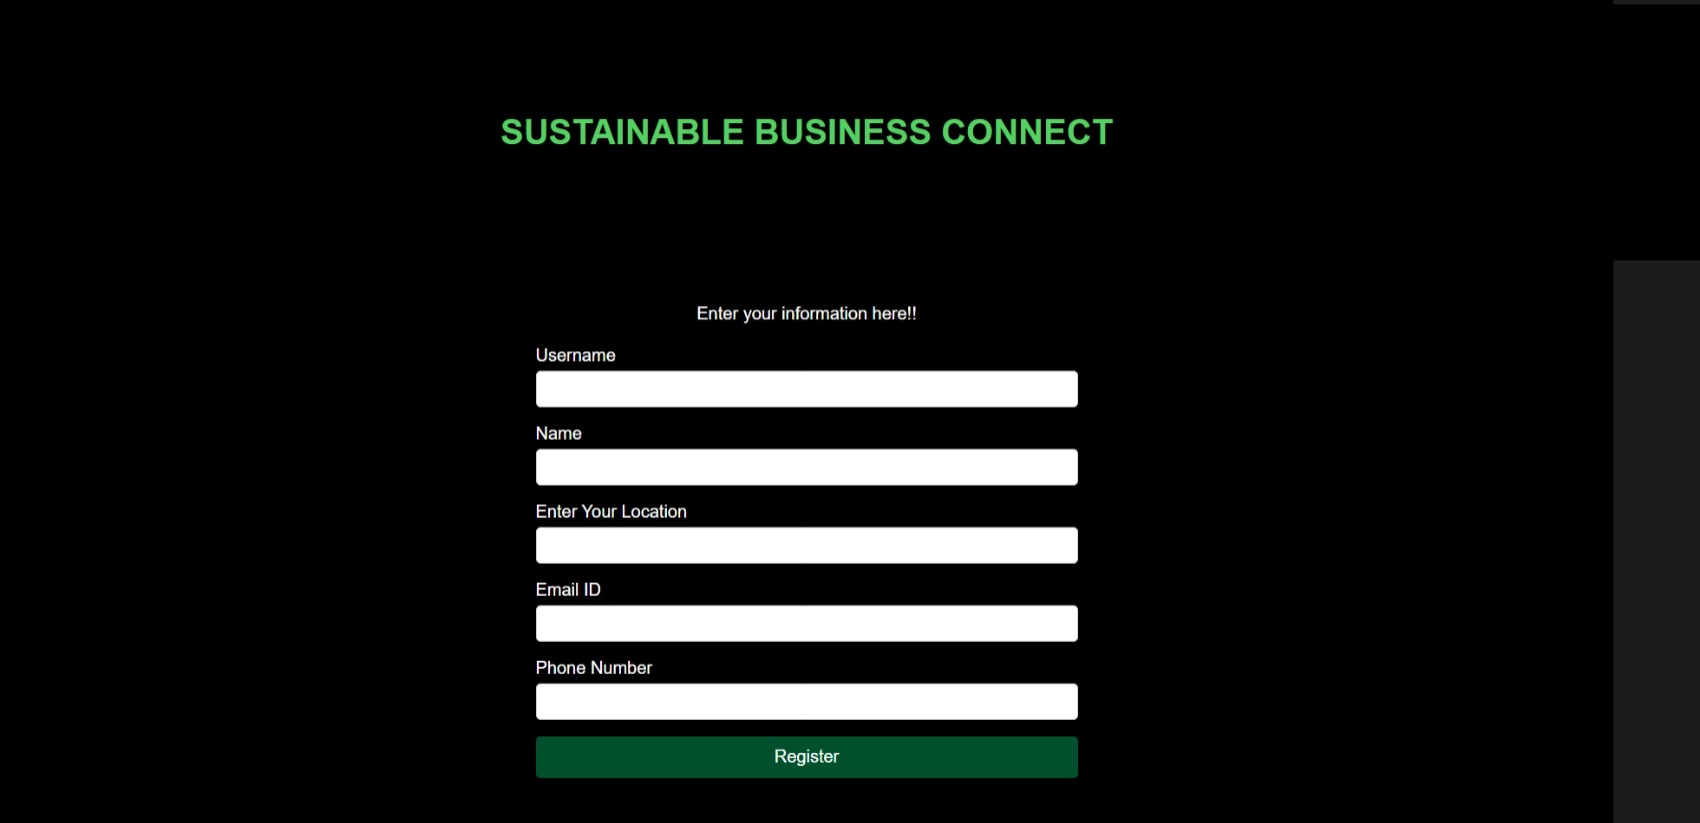 SUSTAINABLE BUSINESS CONNECT
Enter your information here!!
Username
Name
Enter Your Location
Email ID
Phone Number
Register